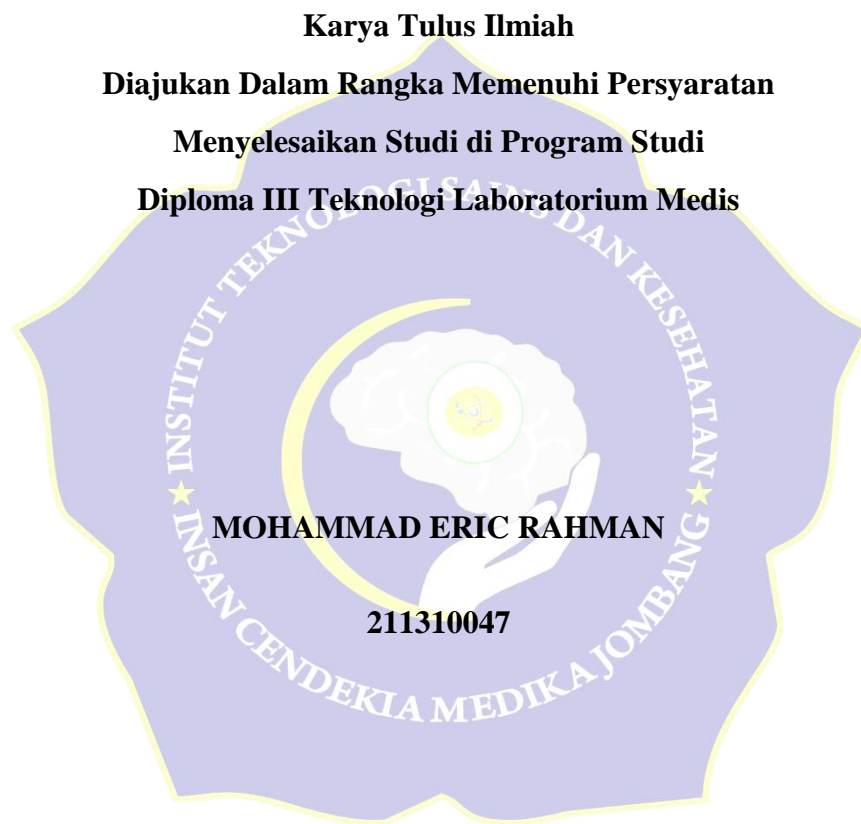 Karya Tulus Ilmiah
Diajukan Dalam Rangka Memenuhi Persyaratan
Menyelesaikan Studi di Program Studi
Diploma III Teknologi Laboratorium Medis
INSTITUT TEKNOLOGI SAINS DAN KESEHATAN
MOHAMMAD ERIC RAHMAN
211310047
INSAN CENDEKIA MEDIKA JOMBANG